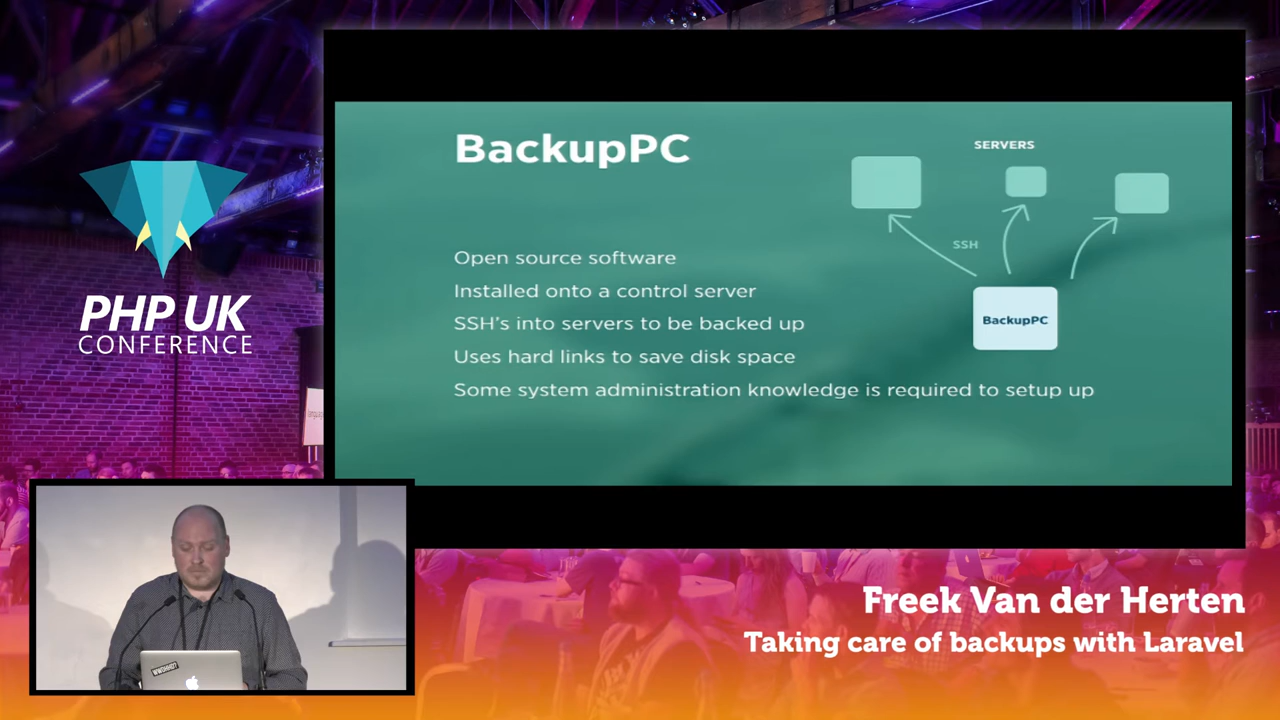 BackupPC
SERVERS
SSH
BackupPC
Open source software
Installed onto a control server
SSH's into servers to be backed up
Uses hard links to save disk space
Some system administration knowledge is required to setup up
PHP UK
CONFERENCE
Freek Van der Herten
Taking care of backups with Laravel